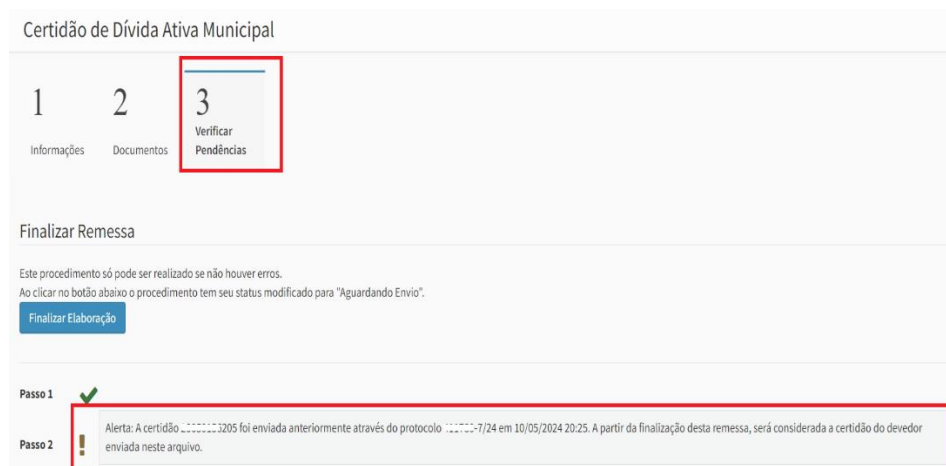 Certidão de Dívida Ativa Municipal
1 2 3
Informações Documentos Verificar
Pendências
Finalizar Remessa
Este procedimento só pode ser realizado se não houver erros.
Ao clicar no botão abaixo o procedimento tem seu status modificado para "Aguardando Envio".
Finalizar Elaboração
Passo 1
Passo 2 ! Alerta: A certidão foi enviada anteriormente através do protocolo em 10/05/2024 20:25. A partir da finalização desta remessa, será considerada a certidão do devedor
enviada neste arquivo.